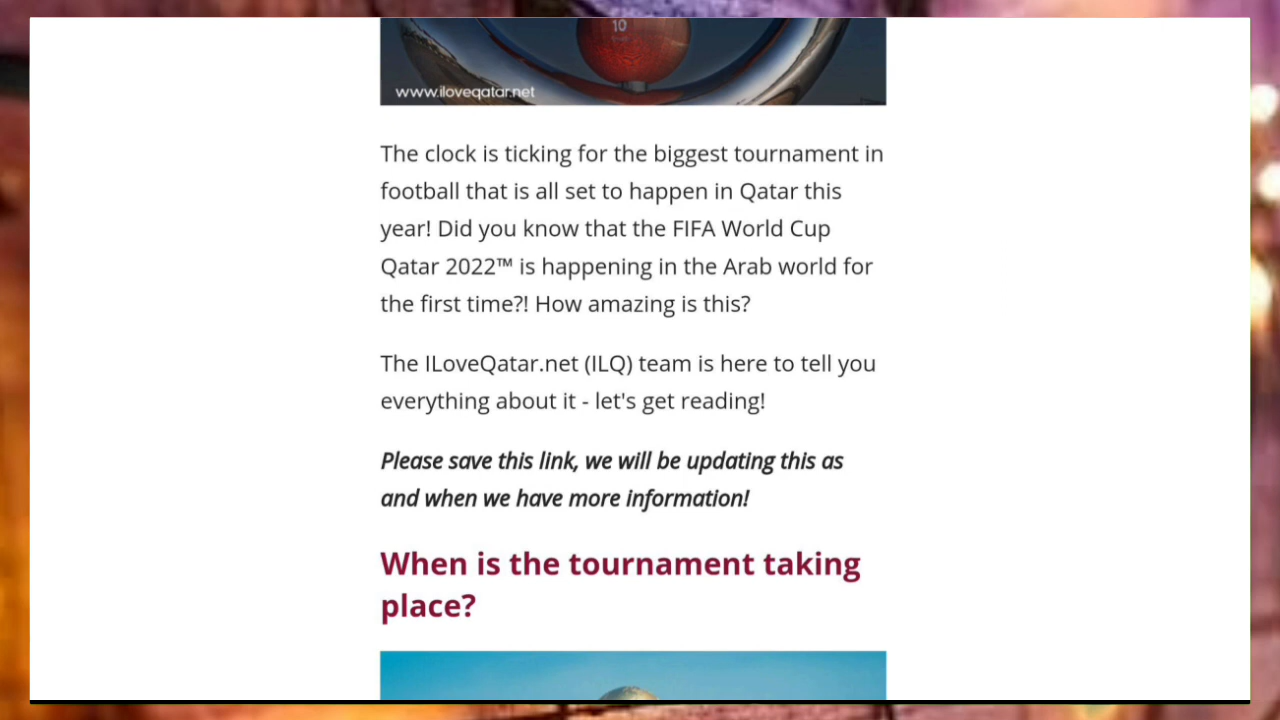 10
www.iloveqatar.net
The clock is ticking for the biggest tournament in
football that is all set to happen in Qatar this
year! Did you know that the FIFA World Cup
Qatar 2022™ is happening in the Arab world for
the first time?! How amazing is this?
The ILoveQatar.net (ILQ) team is here to tell you
everything about it - let's get reading!
Please save this link, we will be updating this as
and when we have more information!
When is the tournament taking
place?